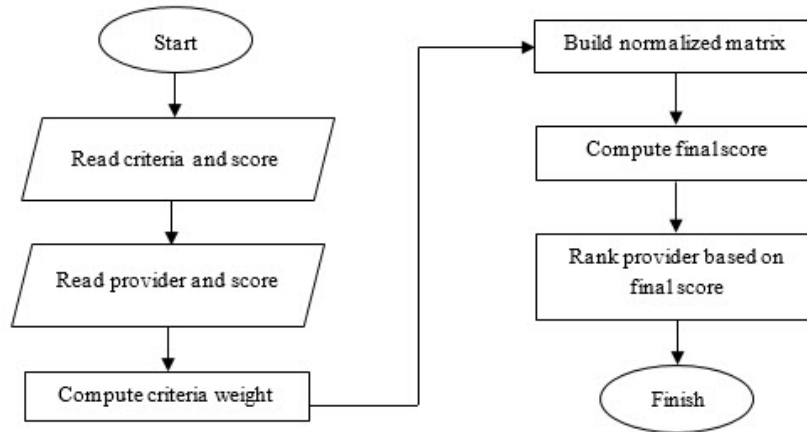 Start
Read criteria and score
Read provider and score
Compute criteria weight
Build normalized matrix
Compute final score
Rank provider based on
final score
Finish